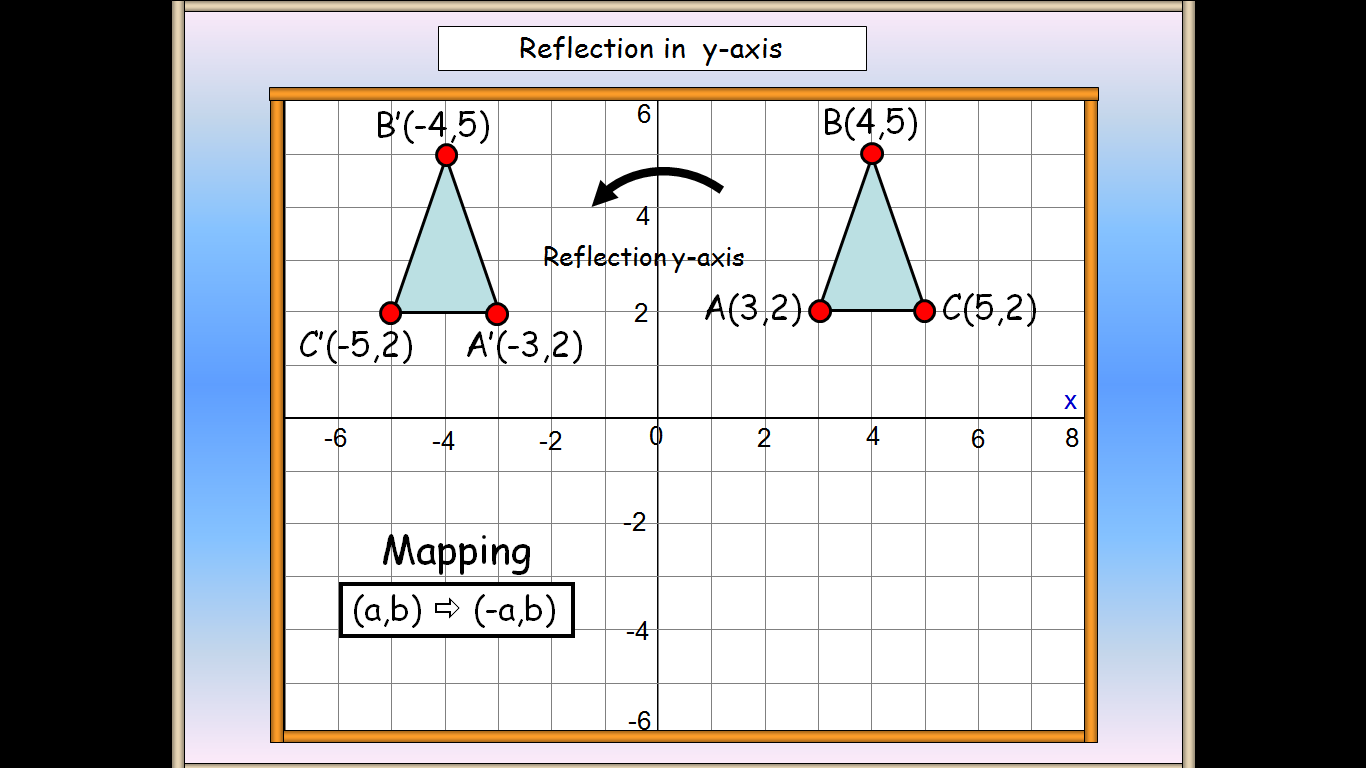 Reflection in y-axis
6
B'(-4,5)
B(4,5)
4
Reflection y-axis
2
A(3,2)
C(5,2)
C'(-5,2)
A'(-3,2)
x
-6
-4
-2
0
2
4
6
8
-2
Mapping
(a,b) ⇨ (-a,b)
-4
-6